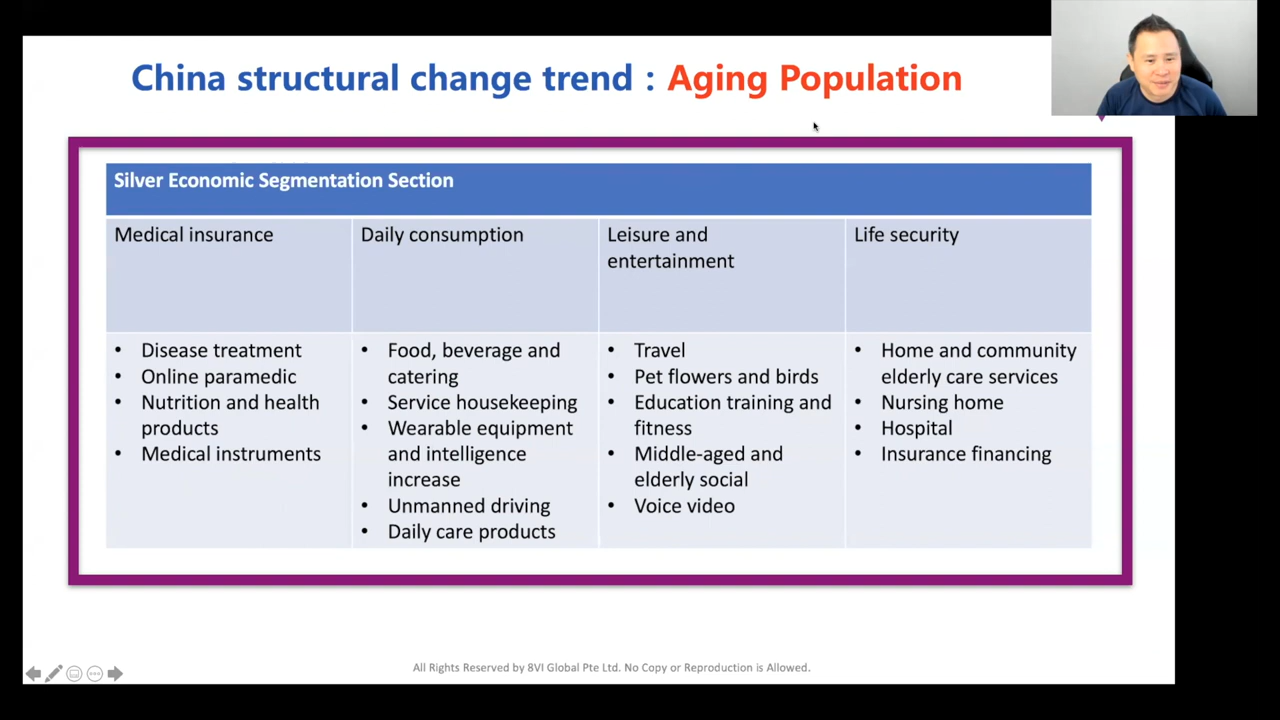 China structural change trend : Aging Population
Silver Economic Segmentation Section
Medical insurance
Daily consumption
Leisure and
entertainment
Life security
• Disease treatment
• Online paramedic
• Nutrition and health
products
• Medical instruments
• Food, beverage and
catering
• Service housekeeping
• Wearable equipment
and intelligence
increase
• Unmanned driving
• Daily care products
• Travel
• Pet flowers and birds
• Education training and
fitness
• Middle-aged and
elderly social
• Voice video
• Home and community
elderly care services
• Nursing home
• Hospital
• Insurance financing
All Rights Reserved by 8VI Global Pte Ltd. No Copy or Reproduction is Allowed.